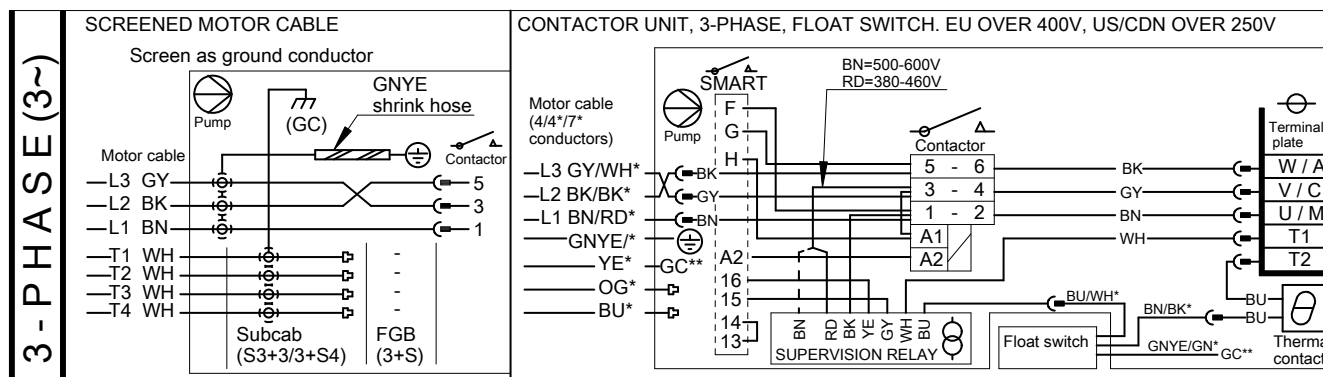 3 - PHASE (3~)
SCREENED MOTOR CABLE
Screen as ground conductor
Pump
(GC)
GNYE
shrink hose
Motor cable
Contactor
L3 GY
5
L2 BK
3
L1 BN
1
T1 WH
-
T2 WH
-
T3 WH
-
T4 WH
-
Subcab
(S3+3/3+S4)
FGB
(3+S)
CONTACTOR UNIT, 3-PHASE, FLOAT SWITCH. EU OVER 400V, US/CDN OVER 250V
Motor cable
(4/4*/7*
conductors)
Pump
SMART
BN=500-600V
RD=380-460V
F
G
H
Contactor
5 - 6
3 - 4
1 - 2
A1
A2
L3 GY/WH*
BK
L2 BK/BK*
GY
L1 BN/RD*
BN
GNYE/*
YE*
GC**
OG*
BU*
A2
16
15
14
13
BN
RD
BK
YE
GY
WH
BU
SUPERVISION RELAY
BK
GY
BN
WH
Terminal
plate
W / A
V / C
U / M
T1
T2
BU
BU
BU/WH*
BN/BK*
GNYE/GN*
GC**
Float switch